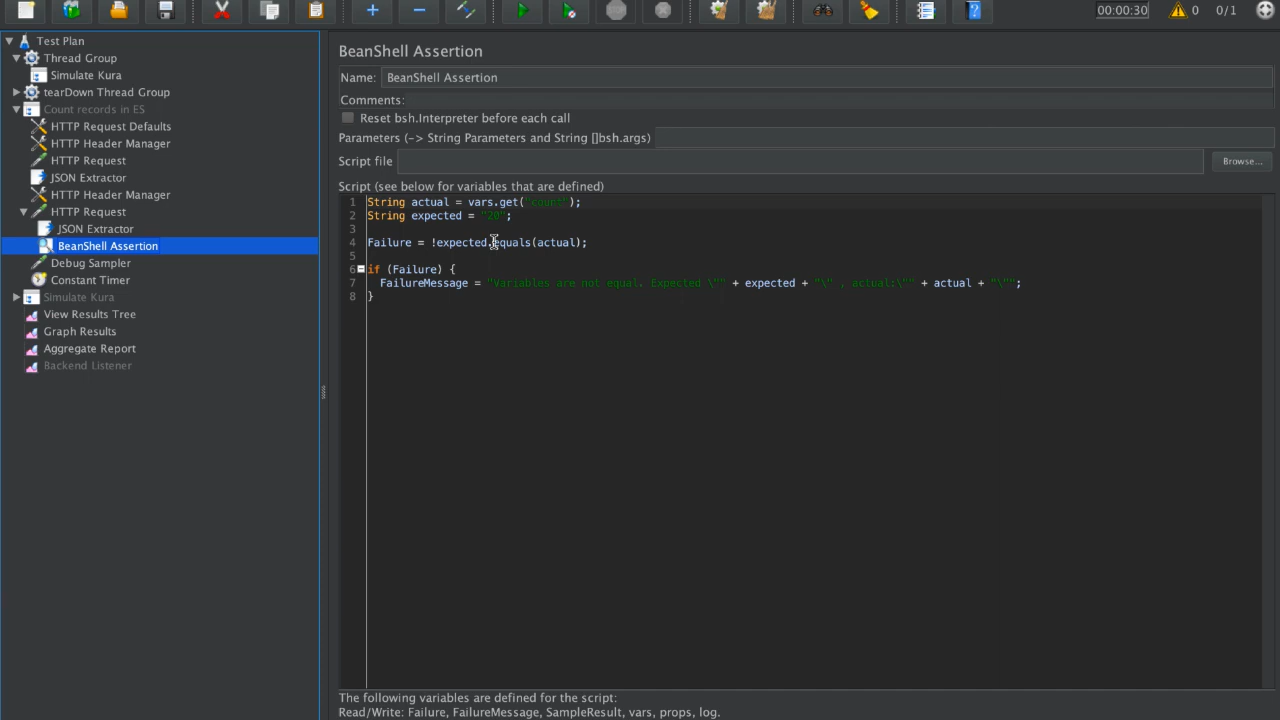 00:00:30 0 0/1
Test Plan
Thread Group
Simulate Kura
tearDown Thread Group
Count records in ES
HTTP Request Defaults
HTTP Header Manager
HTTP Request
JSON Extractor
HTTP Header Manager
HTTP Request
JSON Extractor
BeanShell Assertion
Debug Sampler
Constant Timer
Simulate Kura
View Results Tree
Graph Results
Aggregate Report
Backend Listener
BeanShell Assertion
Name: BeanShell Assertion
Comments:
Reset bsh.Interpreter before each call
Parameters (-> String Parameters and String []bsh.args)
Script file Browse...
Script (see below for variables that are defined)
1 String actual = vars.get("count");
2 String expected = "20";
3
4 Failure = !expected.equals(actual);
5
6 if (Failure) {
7 FailureMessage = "Variables are not equal. Expected \"" + expected + "\" , actual:\"" + actual + "\"";
8 }
The following variables are defined for the script:
Read/Write: Failure, FailureMessage, SampleResult, vars, props, log.